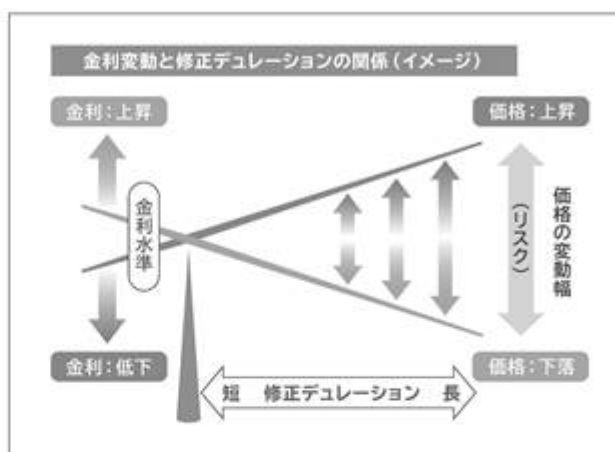 金利変動と修正デュレーションの関係（イメージ）
金利：上昇
価格：上昇
金利水準
価格の変動幅
（リスク）
金利：低下
価格：下落
短 修正デュレーション 長